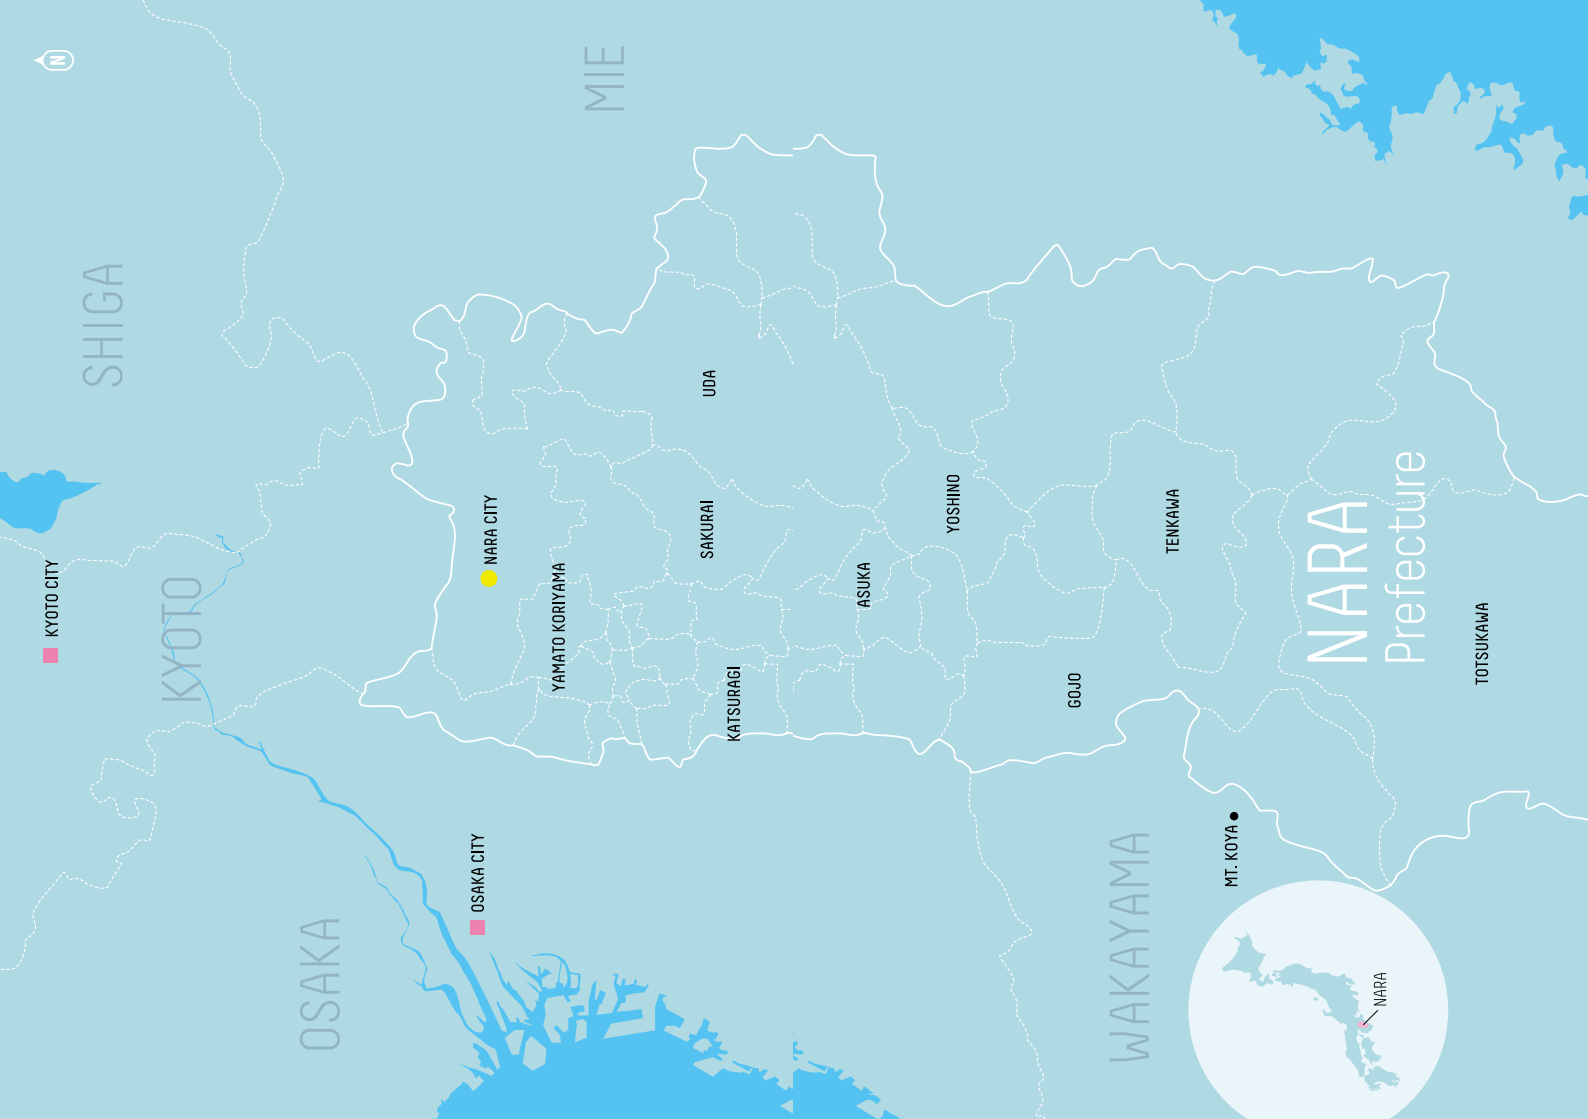 N
SHIGA
MIE
KYOTO CITY
KYOTO
NARA CITY
YAMATO KORIYAMA
OSAKA CITY
OSAKA
UDA
SAKURAI
KATSURAGI
ASUKA
YOSHINO
GOJO
TENKAWA
WAKAYAMA
MT. KOYA
NARA
Prefecture
TOTSUKAWA
NARA